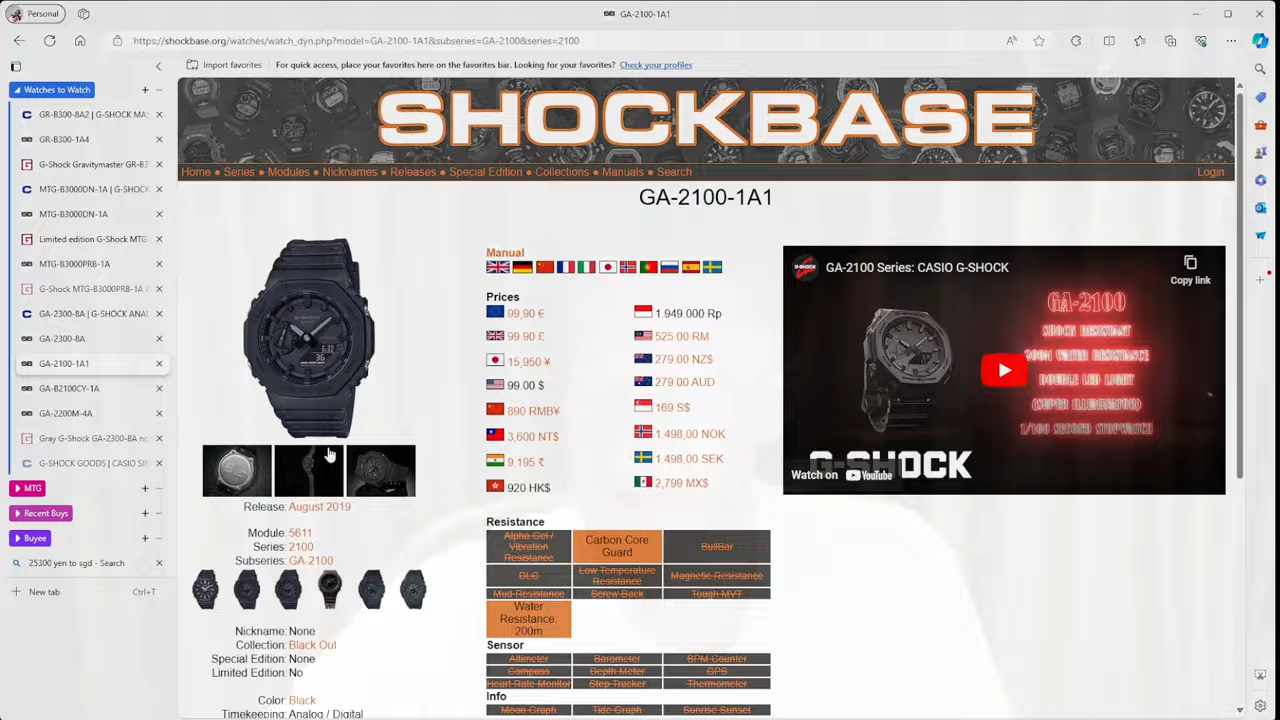 Personal
GA-2100-1A1
https://shockbase.org/watches/watch_dyn.php?model=GA-2100-1A1&subseries=GA-2100&series=2100
Import favorites
For quick access, place your favorites here on the favorites bar. Looking for your favorites? Check your profiles
Watches to Watch
GR-B300-8A2 | G-SHOCK MA
GR-B300-1A4
G-Shock Gravitymaster GR-B3
MTG-B3000DN-1A | G-SHOCK
MTG-B3000DN-1A
Limited edition G-Shock MTG
MTG-B3000PRB-1A
G-Shock MTG-B3000PRB-1A
GA-2300-8A | G-SHOCK ANA
GA-2300-8A
GA-2100-1A1
GA-B2100CY-1A
GA-2200M-4A
Gray G-Shock GA-2300-8A
G-SHOCK GOODS | CASIO
MTG
Recent Buys
Buyee
25300 yen to sgd - Search
New
Ctrl+T
SHOCKBASE
Home ● Series ● Modules ● Nicknames ● Releases ● Special Edition ● Collections ● Manuals ● Search
Login
GA-2100-1A1
Release: August 2019
Module: 5611
Series: 2100
Subseries: GA-2100
Nickname: None
Collection: Black Out
Special Edition: None
Limited Edition: No
Color: Black
Timekeeping: Analog / Digital
Manual
Prices
99,90 €
1.949.000 Rp
99.90 £
525.00 RM
15,950 ¥
279.00 NZ$
99.00 $
279.00 AUD
890 RMB¥
169 S$
3,600 NT$
1.498,00 NOK
9,195 ₹
1.498,00 SEK
920 HK$
2,799 MX$
Resistance
Alpha Gel / Vibration Resistance
Carbon Core Guard
BullBar
DLC
Low Temperature Resistance
Magnetic Resistance
Mud Resistance
Screw Back
Tough MVT
Water Resistance. 200m
Sensor
Altimeter
Barometer
BPM Counter
Compass
Depth Meter
GPS
Heart Rate Monitor
Step Tracker
Thermometer
Info
Moon Graph
Tide Graph
Sunrise Sunset
GA-2100 Series: CASIO G-SHOCK
Copy link
GA-2100
SHOCK RESISTANT
200M WATER RESISTANCE
DOUBLE LED LIGHT
(SUPER ILLUMINATOR)
1/100 SECOND STOPWATCH
G-SHOCK
Watch on YouTube